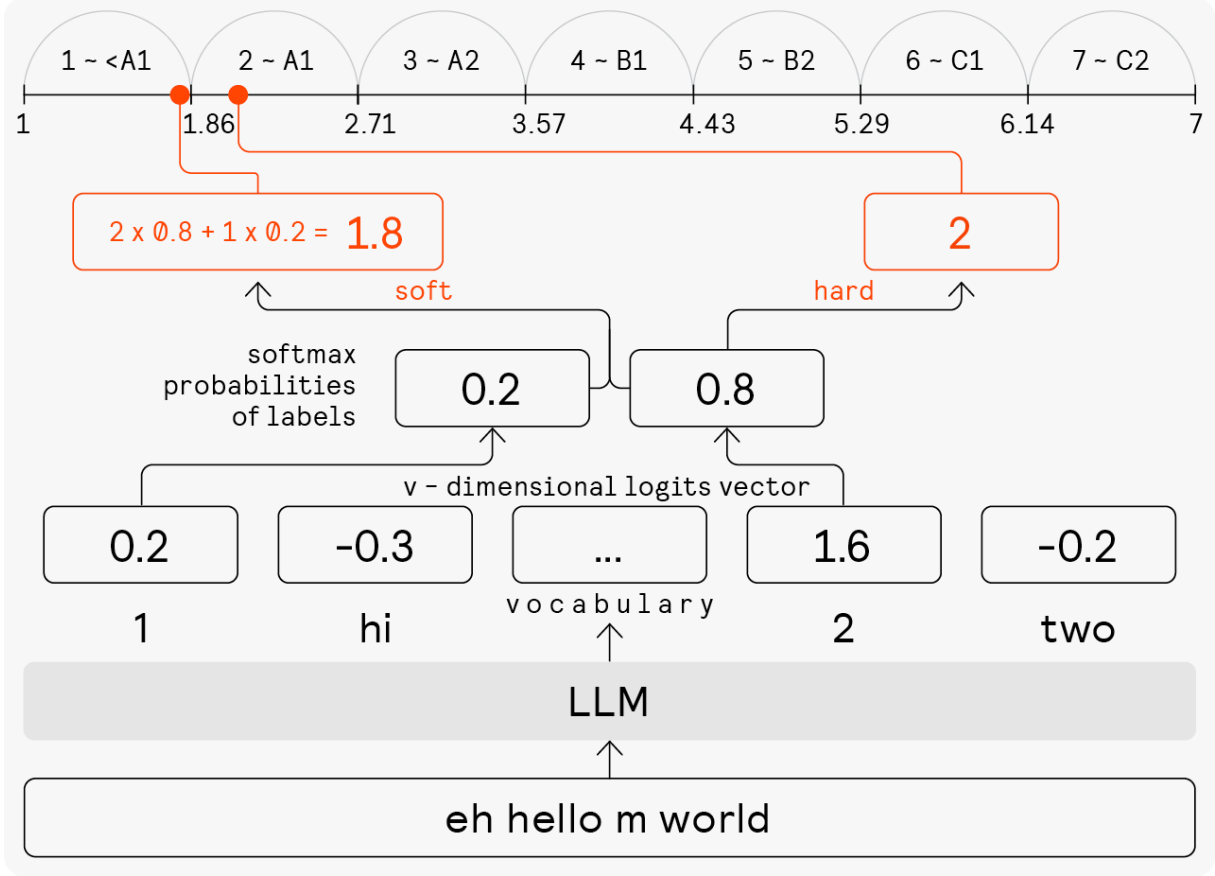 1 ~ <A1 2 ~ A1 3 ~ A2 4 ~ B1 5 ~ B2 6 ~ C1 7 ~ C2
1 1.86 2.71 3.57 4.43 5.29 6.14 7
2 x 0.8 + 1 x 0.2 = 1.8 2
soft hard
softmax
probabilities
of labels
0.2 0.8
v - dimensional logits vector
0.2 -0.3 ... 1.6 -0.2
vocabulary
1 hi 2 two
LLM
eh hello m world